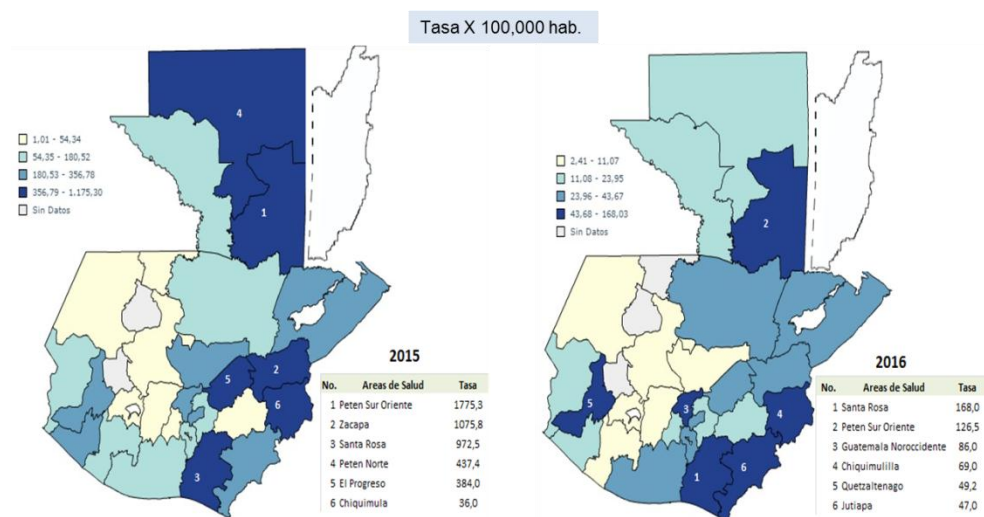 Tasa X 100,000 hab.
4
1,01 - 54,34
54,35 - 180,52
180,53 - 356,78
356,79 - 1.175,30
Sin Datos
1
2
5
6
3
2015
No. Areas de Salud Tasa
1 Peten Sur Oriente 1775,3
2 Zacapa 1075,8
3 Santa Rosa 972,5
4 Peten Norte 437,4
5 El Progreso 384,0
6 Chiquimula 36,0
2,41 - 11,07
11,08 - 23,95
23,96 - 43,67
43,68 - 168,03
Sin Datos
2
5
3
4
1
6
2016
No. Areas de Salud Tasa
1 Santa Rosa 168,0
2 Peten Sur Oriente 126,5
3 Guatemala Noroccidente 86,0
4 Chiquimulilla 69,0
5 Quetzaltenago 49,2
6 Jutiapa 47,0